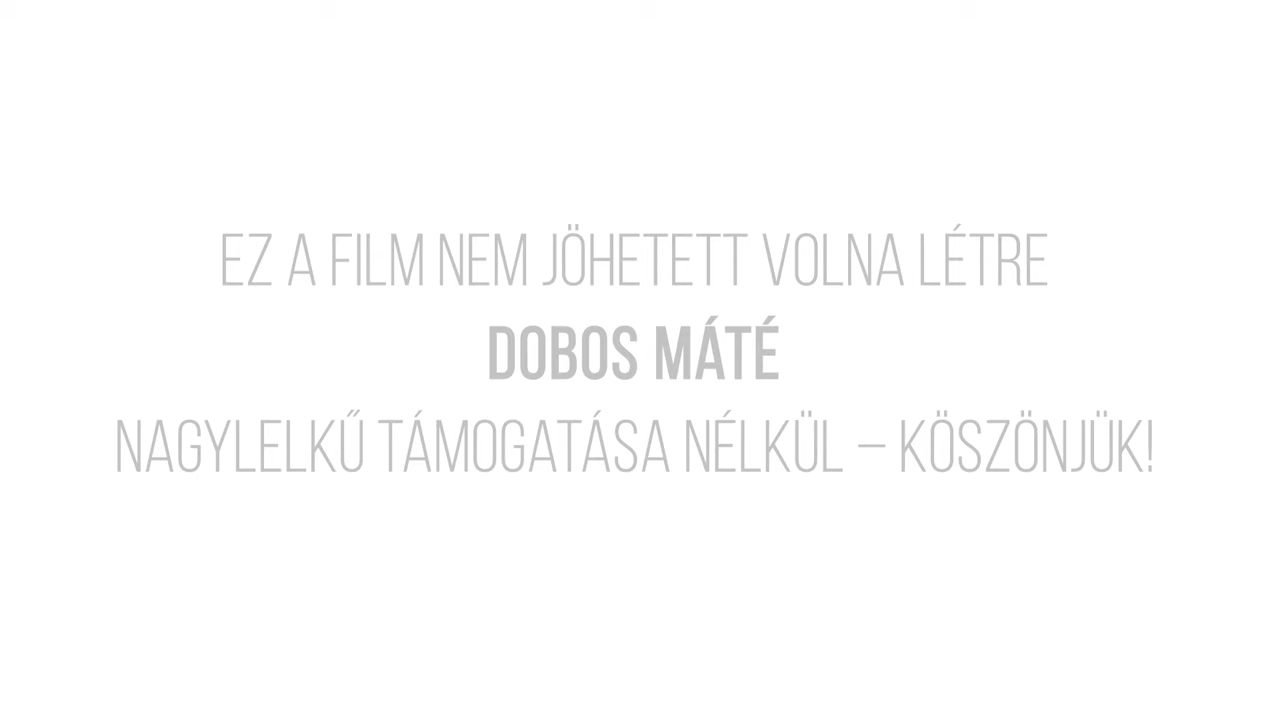 EZ A FILM NEM JÖHETETT VOLNA LÉTRE
DOBOS MÁTÉ
NAGYLELKŰ TÁMOGATÁSA NÉLKÜL – KÖSZÖNJÜK!